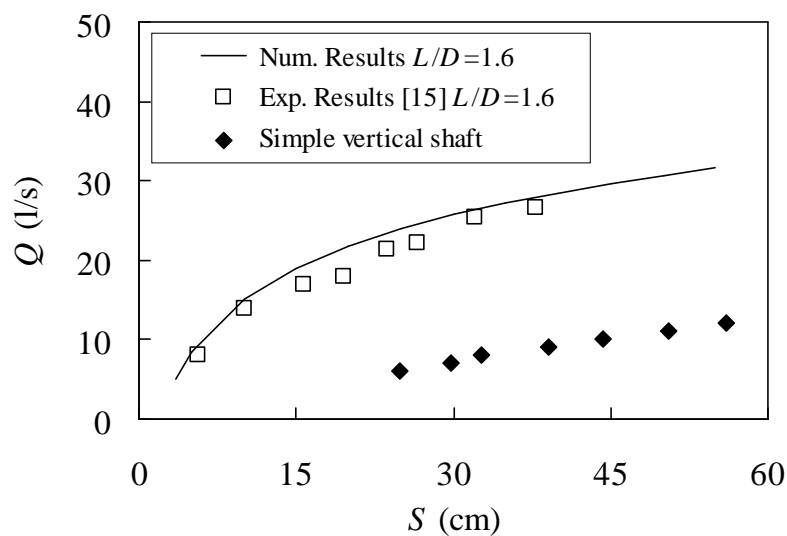 50
40
30
20
10
0
Q (l/s)
Num. Results L/D=1.6
Exp. Results [15] L/D=1.6
Simple vertical shaft
0 15 30 45 60
S (cm)